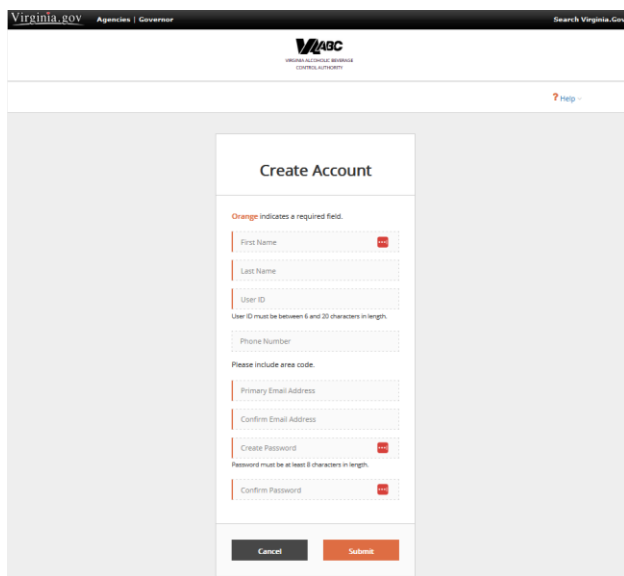 Virginia.gov Agencies | Governor Search Virginia.Gov
VA ABC
VIRGINIA ALCOHOLIC BEVERAGE
CONTROL AUTHORITY
? Help
Create Account
Orange indicates a required field.
First Name
Last Name
User ID
User ID must be between 6 and 20 characters in length.
Phone Number
Please include area code.
Primary Email Address
Confirm Email Address
Create Password
Password must be at least 8 characters in length.
Confirm Password
Cancel Submit